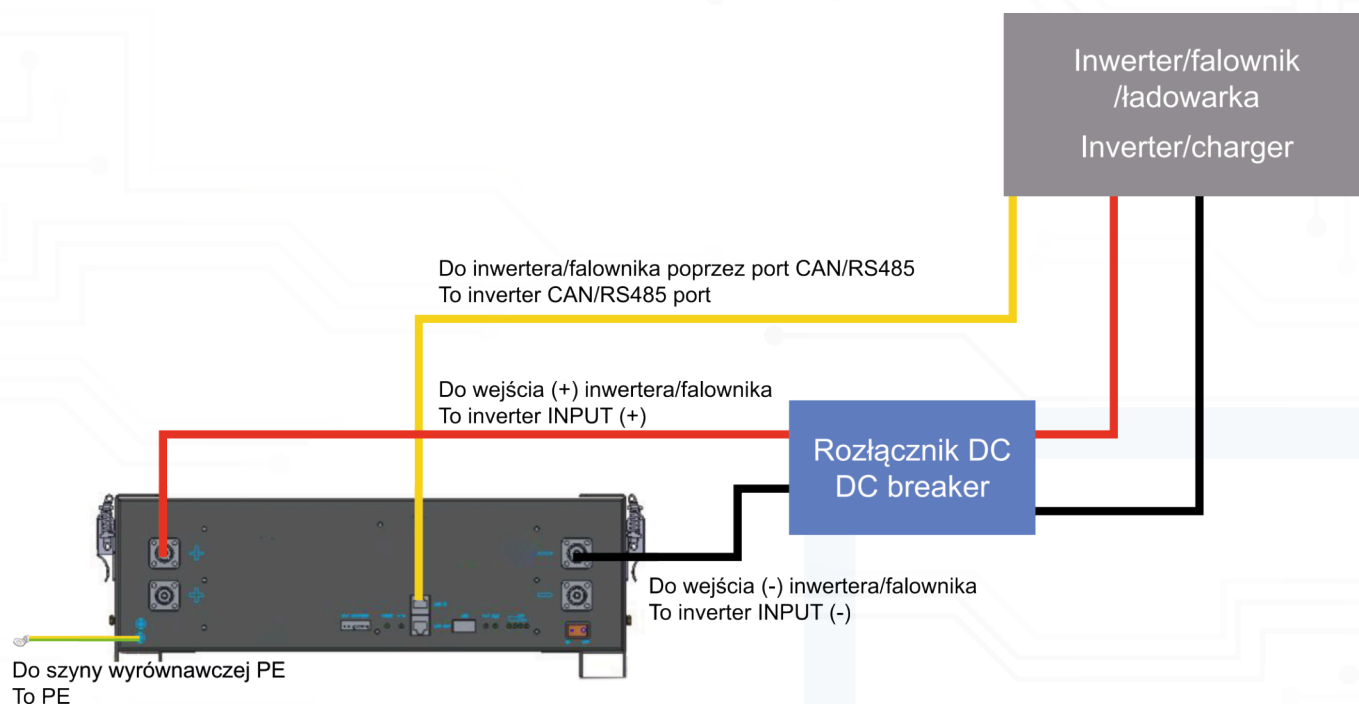 Inwerter/falownik
/ładowarka
Inverter/charger
Do inwertera/falownika poprzez port CAN/RS485
To inverter CAN/RS485 port
Do wejścia (+) inwertera/falownika
To inverter INPUT (+)
Rozłącznik DC
DC breaker
Do wejścia (-) inwertera/falownika
To inverter INPUT (-)
Do szyny wyrównawczej PE
To PE